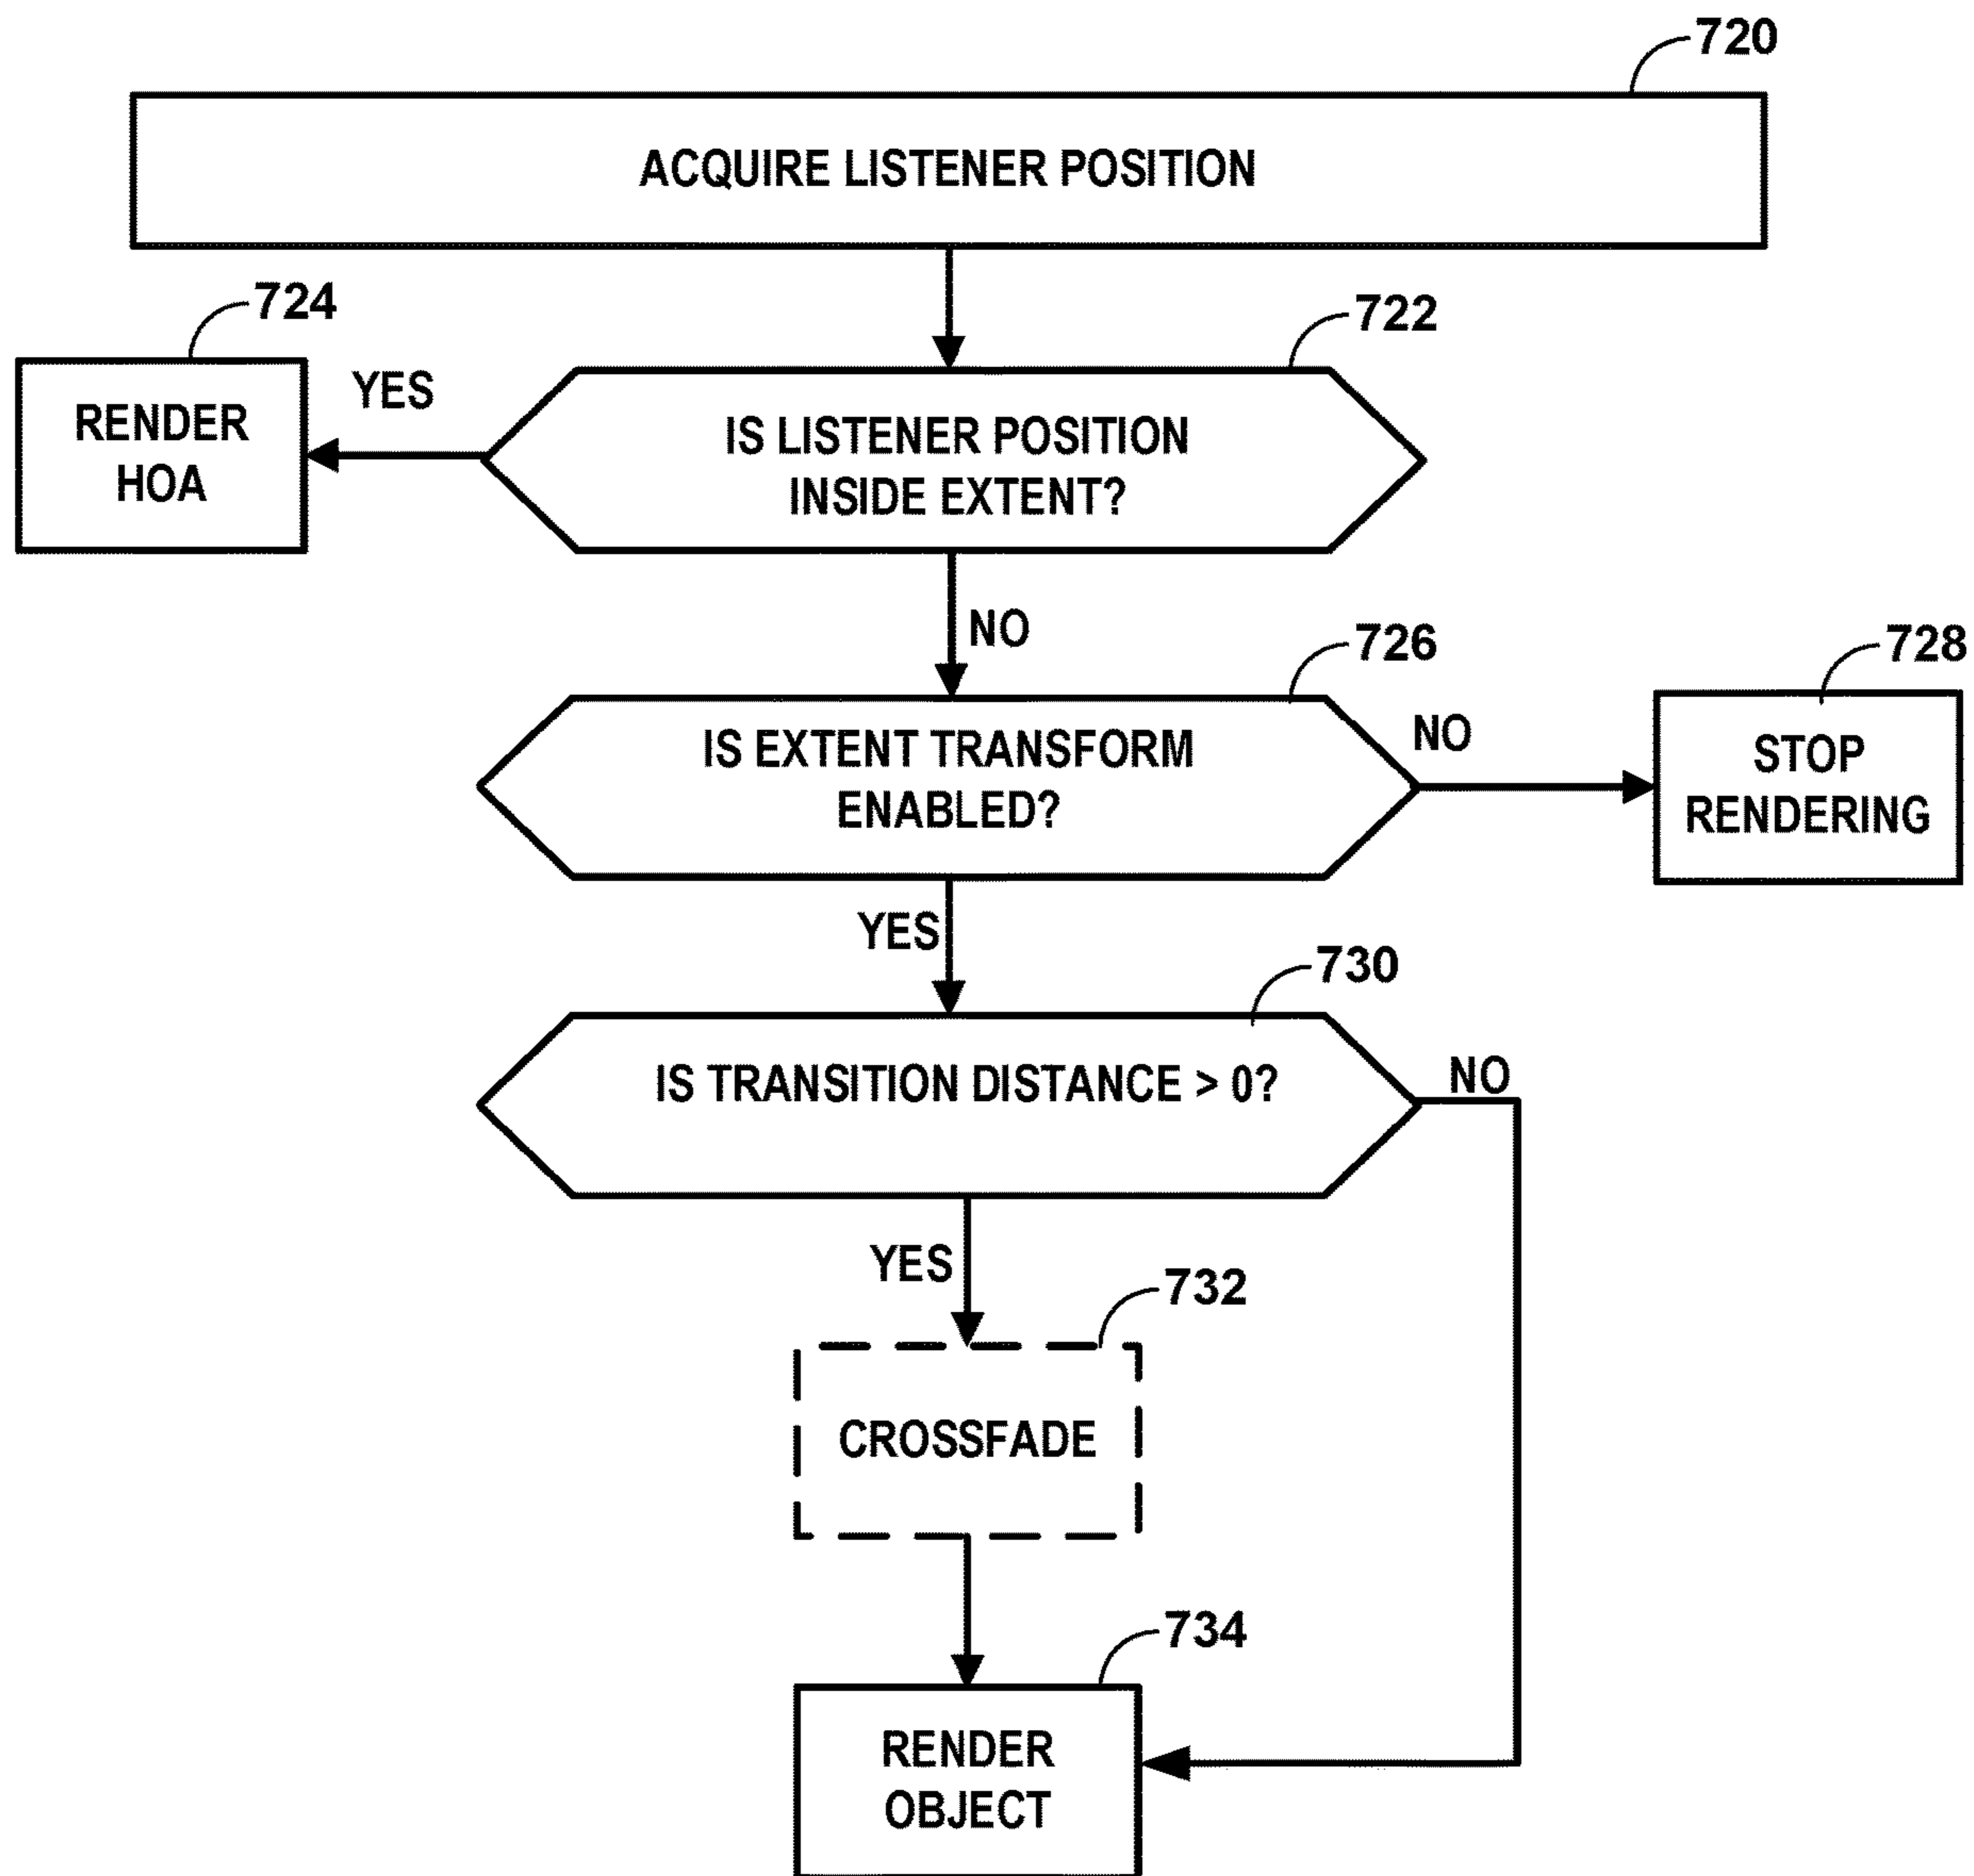 720
ACQUIRE LISTENER POSITION
724
722
YES
RENDER
HOA
IS LISTENER POSITION
INSIDE EXTENT?
NO
726
728
IS EXTENT TRANSFORM
ENABLED?
NO
STOP
RENDERING
YES
730
IS TRANSITION DISTANCE > 0?
NO
YES
732
CROSSFADE
734
RENDER
OBJECT